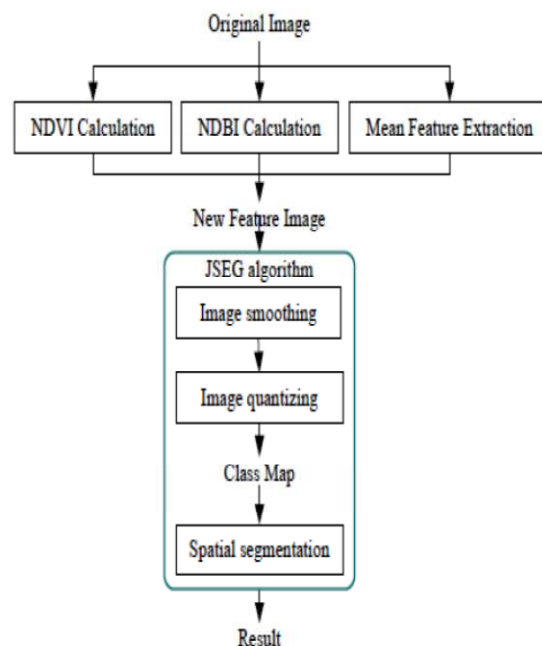 Original Image
NDVI Calculation
NDBI Calculation
Mean Feature Extraction
New Feature Image
JSEG algorithm
Image smoothing
Image quantizing
Class Map
Spatial segmentation
Result